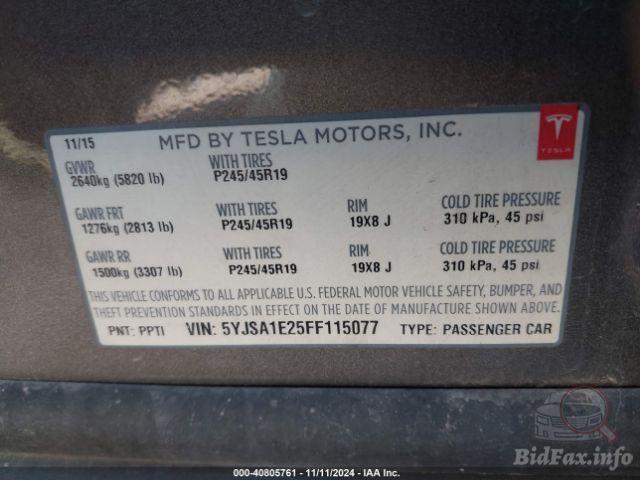 11/15 MFD BY TESLA MOTORS, INC.
TESLA
GVWR WITH TIRES
2640kg (5820 lb) P245/45R19
GAWR FRT WITH TIRES RIM COLD TIRE PRESSURE
1276kg (2813 lb) P245/45R19 19X8 J 310 kPa, 45 psi
GAWR RR WITH TIRES RIM COLD TIRE PRESSURE
1500kg (3307 lb) P245/45R19 19X8 J 310 kPa, 45 psi
THIS VEHICLE CONFORMS TO ALL APPLICABLE U.S. FEDERAL MOTOR VEHICLE SAFETY, BUMPER, AND
THEFT PREVENTION STANDARDS IN EFFECT ON THE DATE OF MANUFACTURE SHOWN ABOVE.
PNT: PPTI VIN: 5YJSA1E25FF115077 TYPE: PASSENGER CAR
BidFax.info
000-40805761 - 11/11/2024 - IAA Inc.